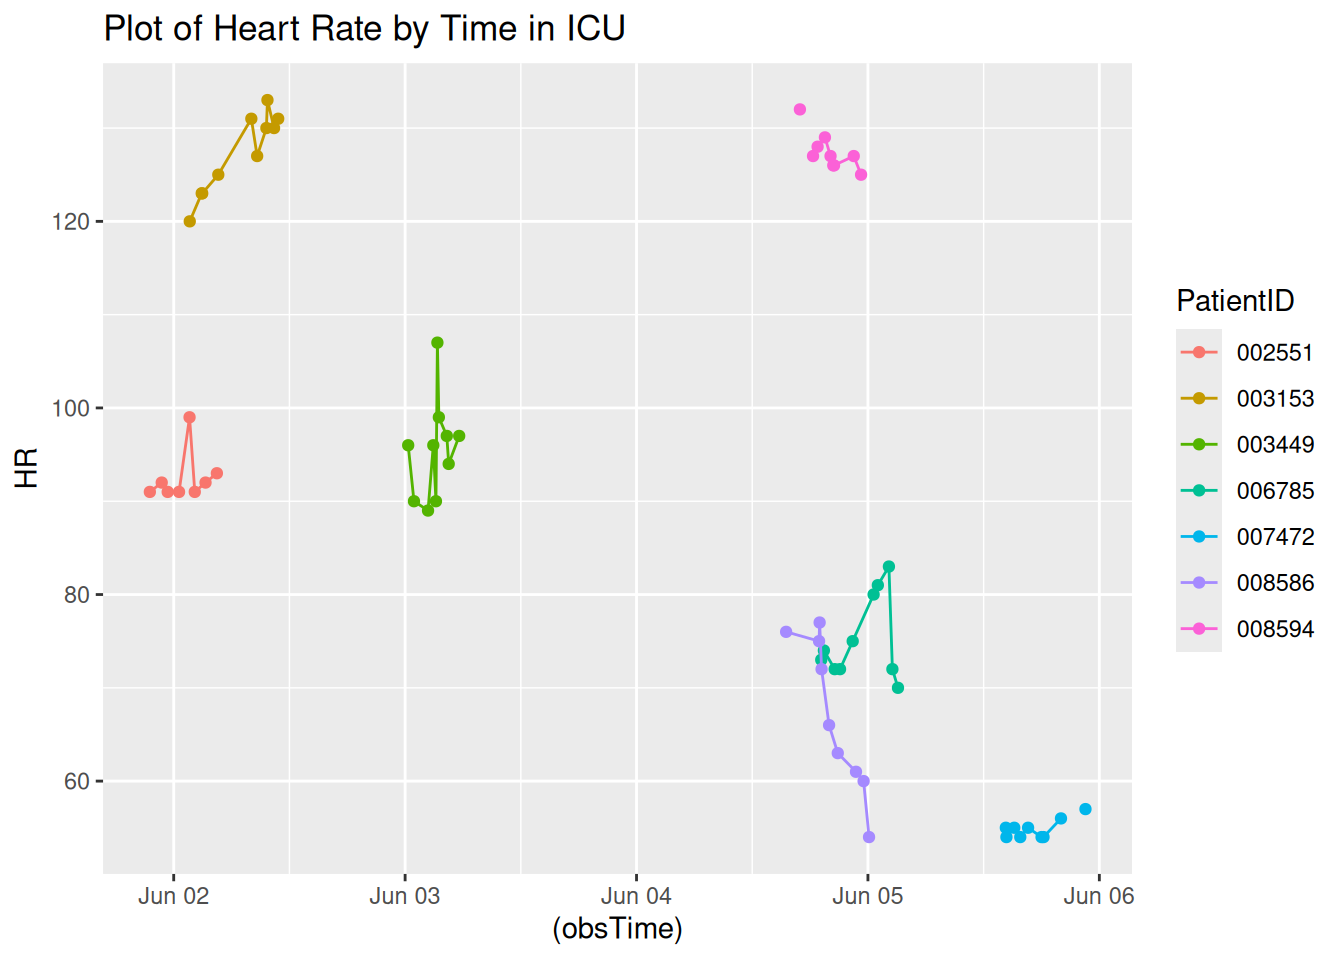 Plot of Heart Rate by Time in ICU
HR
120
100
80
60
Jun 02
Jun 03
Jun 04
Jun 05
Jun 06
(obsTime)
PatientID
002551
003153
003449
006785
007472
008586
008594